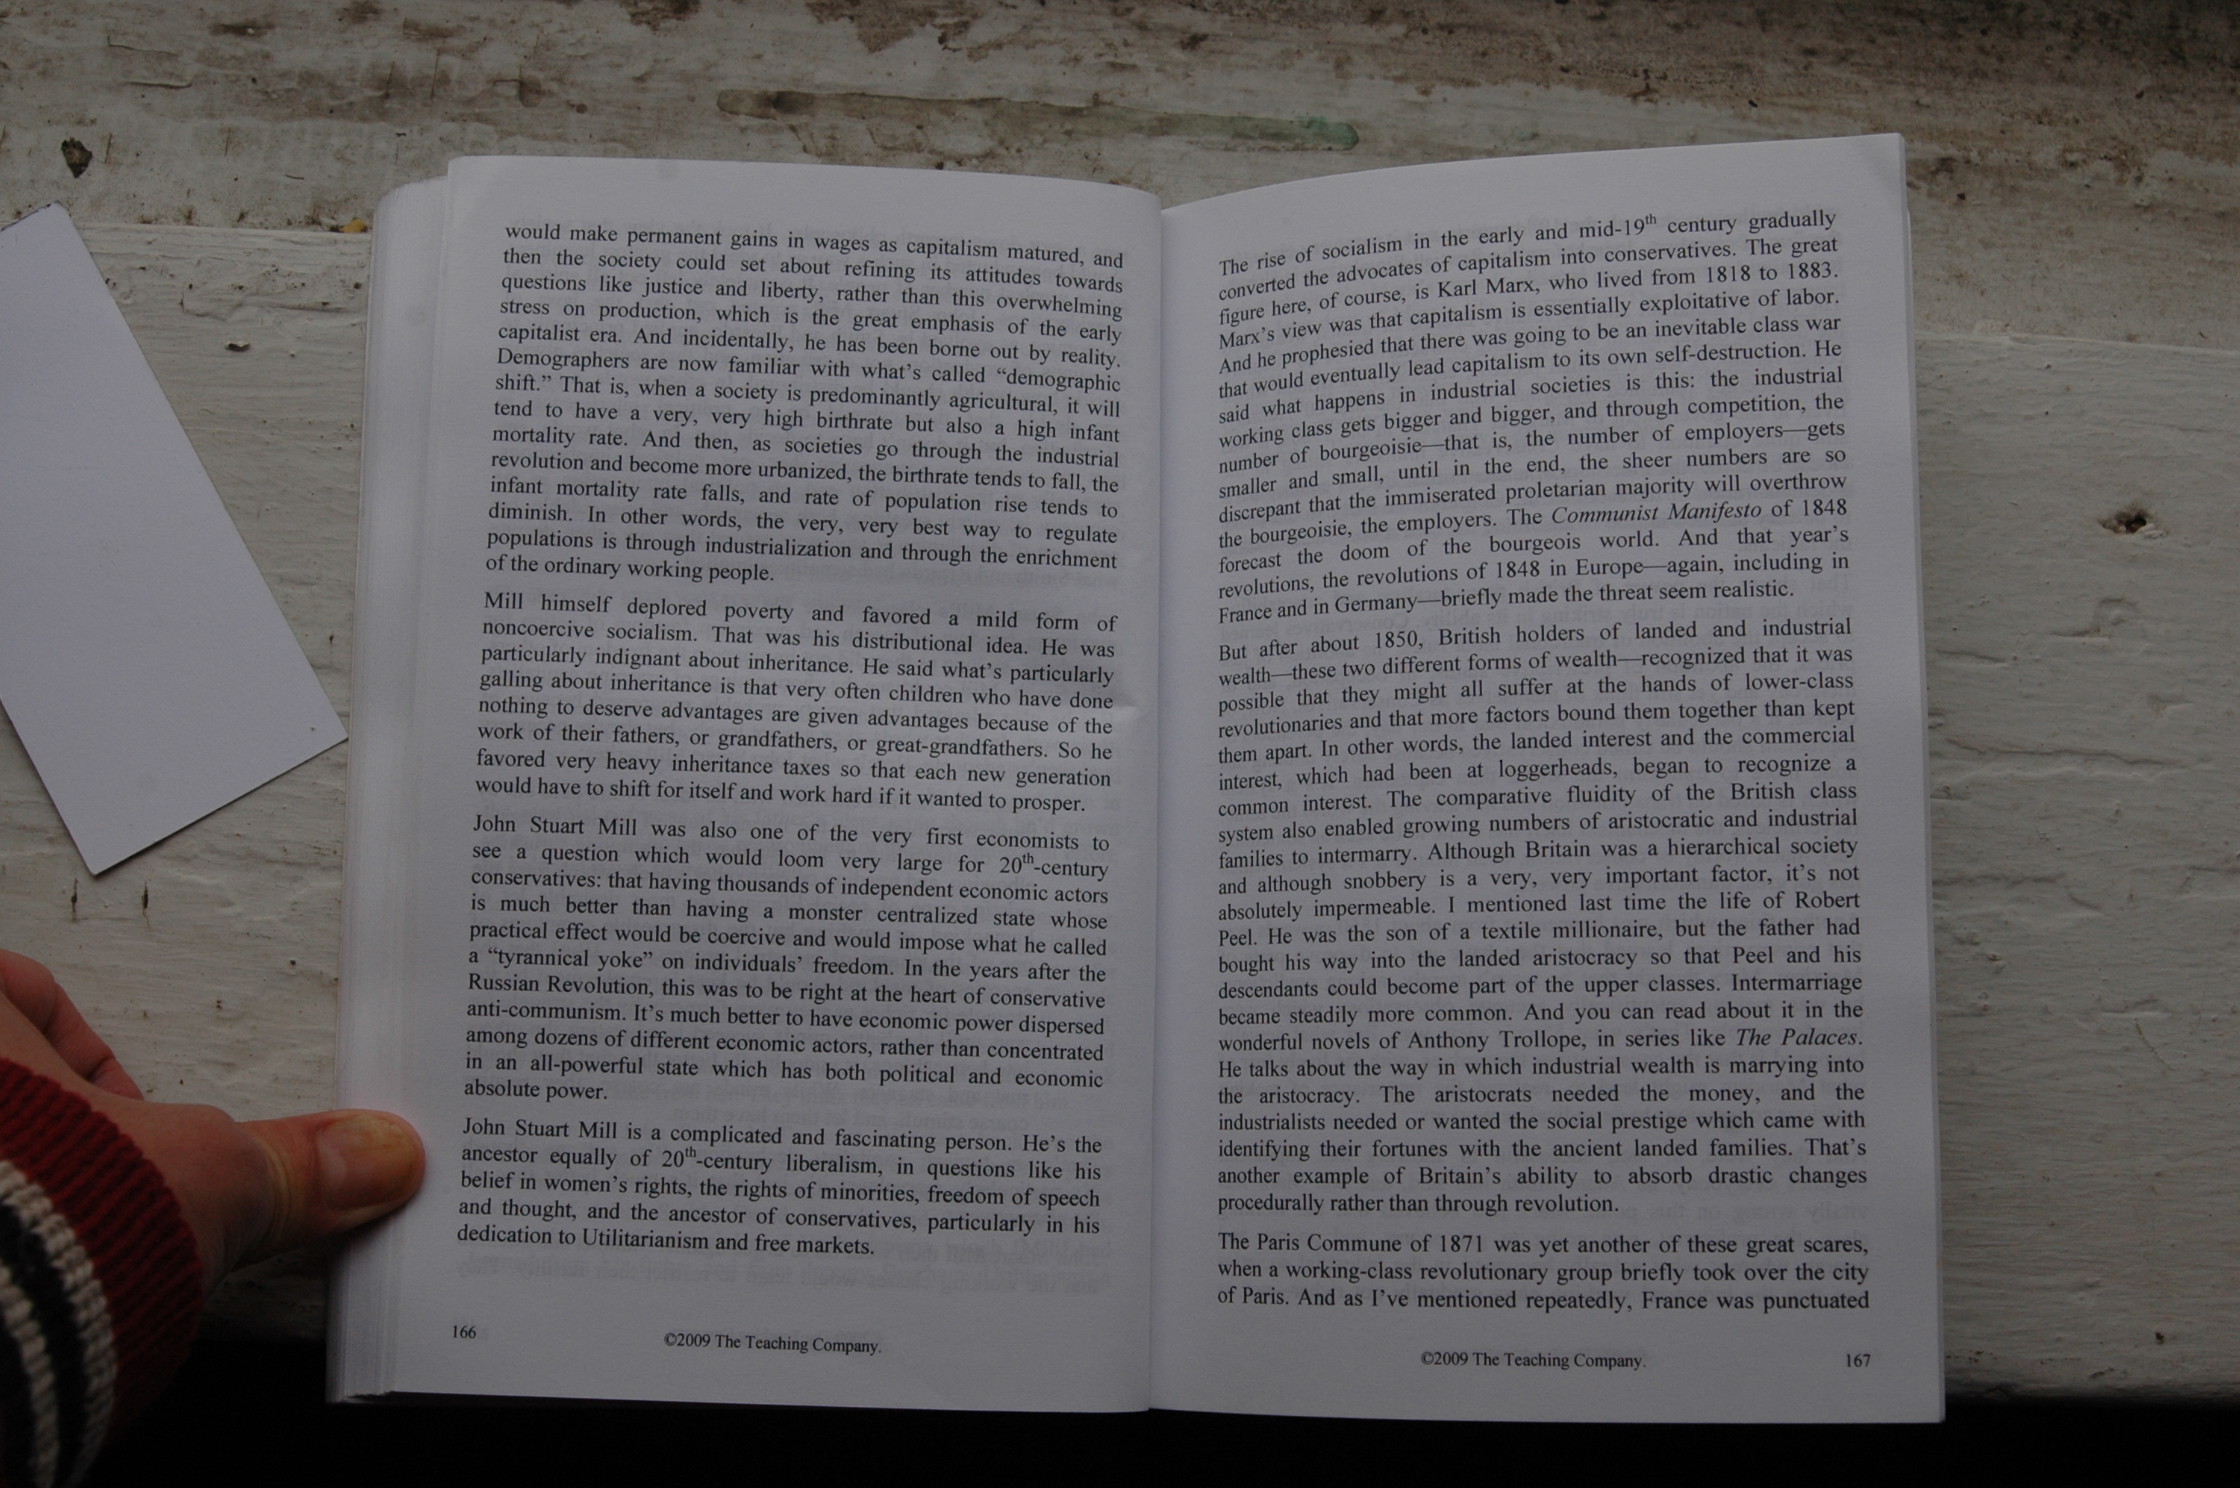 would make permanent gains in wages as capitalism matured, and
then the society could set about refining its attitudes towards
questions like justice and liberty, rather than this overwhelming
stress on production, which is the great emphasis of the early
capitalist era. And incidentally, he has been borne out by reality.
Demographers are now familiar with what's called “demographic
shift.” That is, when a society is predominantly agricultural, it will
tend to have a very, very high birthrate but also a high infant
mortality rate. And then, as societies go through the industrial
revolution and become more urbanized, the birthrate tends to fall, the
infant mortality rate falls, and rate of population rise tends to
diminish. In other words, the very, very best way to regulate
populations is through industrialization and through the enrichment
of the ordinary working people.
Mill himself deplored poverty and favored a mild form of
noncoercive socialism. That was his distributional idea. He was
particularly indignant about inheritance. He said what's particularly
galling about inheritance is that very often children who have done
nothing to deserve advantages are given advantages because of the
work of their fathers, or grandfathers, or great-grandfathers. So he
favored very heavy inheritance taxes so that each new generation
would have to shift for itself and work hard if it wanted to prosper.
John Stuart Mill was also one of the very first economists to
see a question which would loom very large for 20th-century
conservatives: that having thousands of independent economic actors
is much better than having a monster centralized state whose
practical effect would be coercive and would impose what he called
a “tyrannical yoke” on individuals' freedom. In the years after the
Russian Revolution, this was to be right at the heart of conservative
anti-communism. It's much better to have economic power dispersed
among dozens of different economic actors, rather than concentrated
in an all-powerful state which has both political and economic
absolute power.
John Stuart Mill is a complicated and fascinating person. He's the
ancestor equally of 20th-century liberalism, in questions like his
belief in women's rights, the rights of minorities, freedom of speech
and thought, and the ancestor of conservatives, particularly in his
dedication to Utilitarianism and free markets.
166
©2009 The Teaching Company.
The rise of socialism in the early and mid-19th century gradually
converted the advocates of capitalism into conservatives. The great
figure here, of course, is Karl Marx, who lived from 1818 to 1883.
Marx's view was that capitalism is essentially exploitative of labor.
And he prophesied that there was going to be an inevitable class war
that would eventually lead capitalism to its own self-destruction. He
said what happens in industrial societies is this: the industrial
working class gets bigger and bigger, and through competition, the
number of bourgeoisie—that is, the number of employers—gets
smaller and small, until in the end, the sheer numbers are so
discrepant that the immiserated proletarian majority will overthrow
the bourgeoisie, the employers. The Communist Manifesto of 1848
forecast the doom of the bourgeois world. And that year's
revolutions, the revolutions of 1848 in Europe—again, including in
France and in Germany—briefly made the threat seem realistic.
But after about 1850, British holders of landed and industrial
wealth—these two different forms of wealth—recognized that it was
possible that they might all suffer at the hands of lower-class
revolutionaries and that more factors bound them together than kept
them apart. In other words, the landed interest and the commercial
interest, which had been at loggerheads, began to recognize a
common interest. The comparative fluidity of the British class
system also enabled growing numbers of aristocratic and industrial
families to intermarry. Although Britain was a hierarchical society
and although snobbery is a very, very important factor, it's not
absolutely impermeable. I mentioned last time the life of Robert
Peel. He was the son of a textile millionaire, but the father had
bought his way into the landed aristocracy so that Peel and his
descendants could become part of the upper classes. Intermarriage
became steadily more common. And you can read about it in the
wonderful novels of Anthony Trollope, in series like The Palaces.
He talks about the way in which industrial wealth is marrying into
the aristocracy. The aristocrats needed the money, and the
industrialists needed or wanted the social prestige which came with
identifying their fortunes with the ancient landed families. That's
another example of Britain's ability to absorb drastic changes
procedurally rather than through revolution.
The Paris Commune of 1871 was yet another of these great scares,
when a working-class revolutionary group briefly took over the city
of Paris. And as I've mentioned repeatedly, France was punctuated
©2009 The Teaching Company.
167